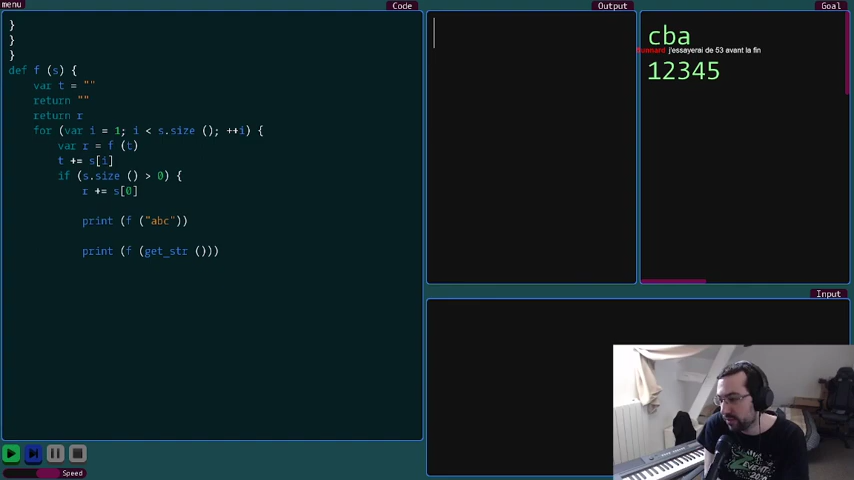 menu
Code
Output
Goal
}
}
}
def f (s) {
var t = ""
return ""
return r
for (var i = 1; i < s.size (); ++i) {
var r = f (t)
t += s[i]
if (s.size () > 0) {
r += s[0]
print (f ("abc"))
print (f (get_str ()))
cba
j'essayerai de 53 avant la fin
12345
Input
Speed